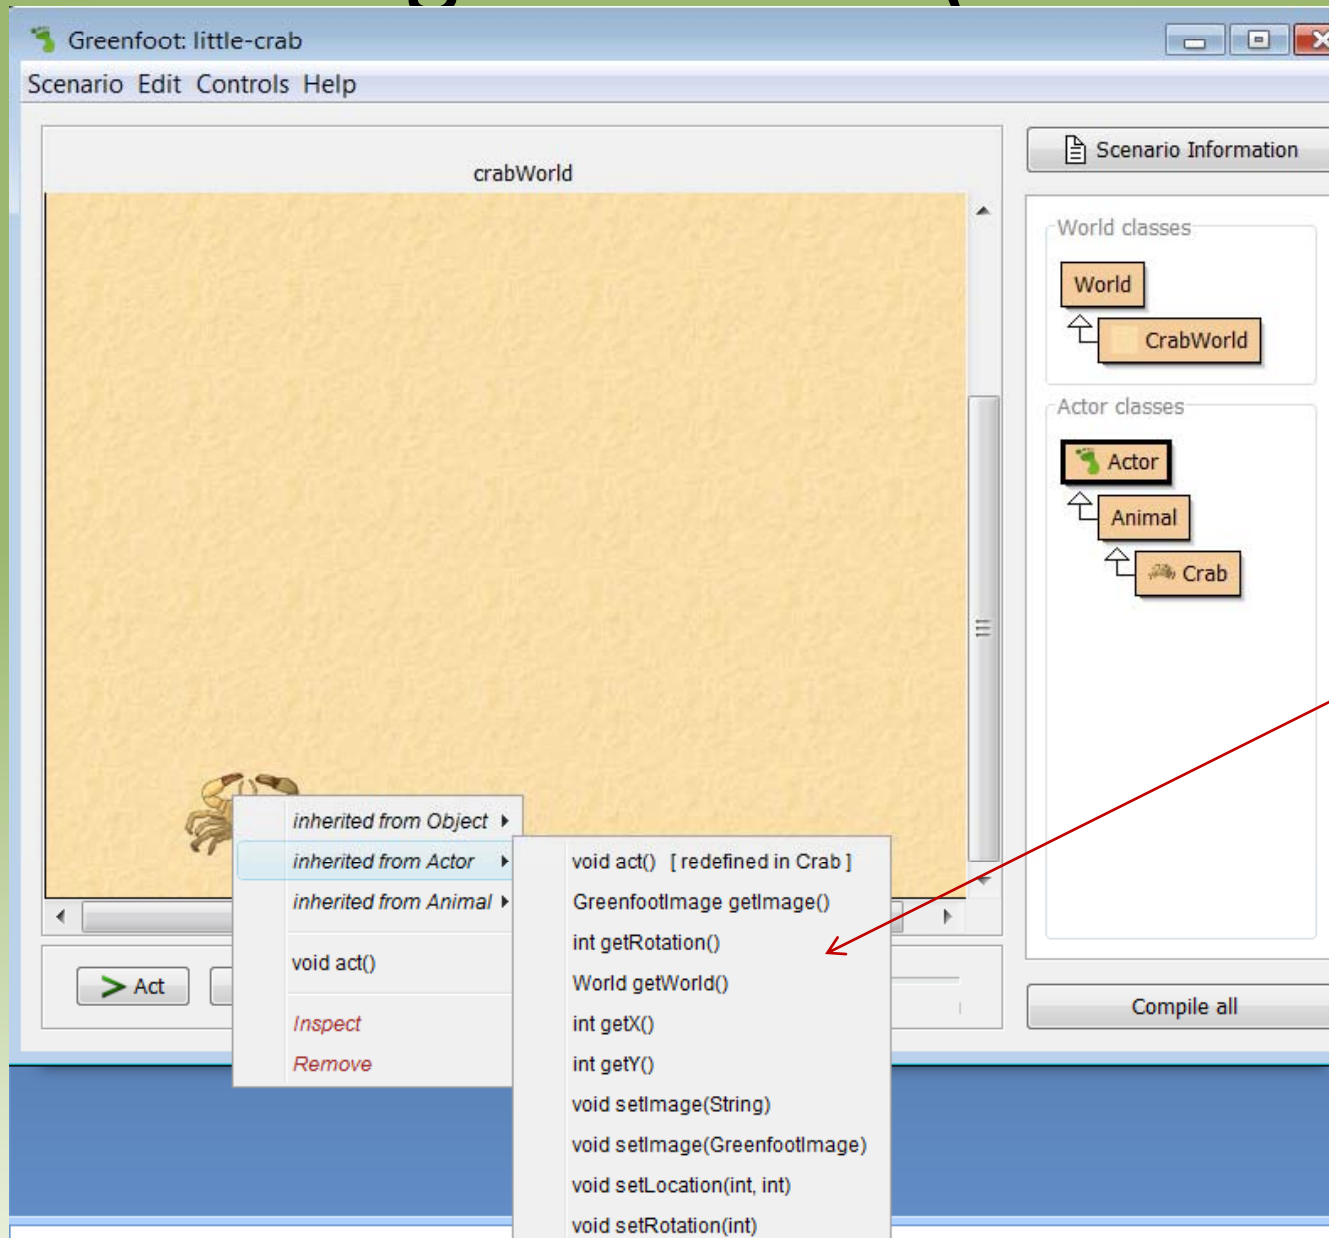 Greenfoot: little-crab
Scenario Edit Controls Help
crabWorld
Scenario Information
World classes
World
CrabWorld
Actor classes
Actor
Animal
Crab
inherited from Object
inherited from Actor
inherited from Animal
void act()
Inspect
Remove
void act() [ redefined in Crab ]
GreenfootImage getImage()
int getRotation()
World getWorld()
int getX()
int getY()
void setImage(String)
void setImage(GreenfootImage)
void setLocation(int, int)
void setRotation(int)
> Act
Compile all